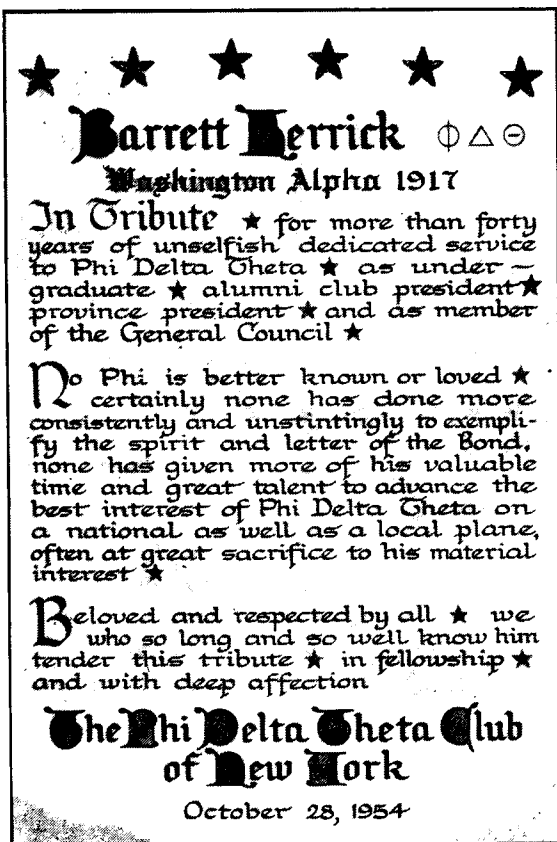 ★ ★ ★ ★ ★ ★
Barrett Herrick ΦΔΘ
Washington Alpha 1917
In Tribute ★ for more than forty
years of unselfish dedicated service
to Phi Delta Theta ★ as under-
graduate ★ alumni club president ★
province president ★ and as member
of the General Council ★
No Phi is better known or loved ★
certainly none has done more
consistently and unstintingly to exempli-
fy the spirit and letter of the Bond,
none has given more of his valuable
time and great talent to advance the
best interest of Phi Delta Theta on
a national as well as a local plane,
often at great sacrifice to his material
interest ★
Beloved and respected by all ★ we
who so long and so well know him
tender this tribute ★ in fellowship ★
and with deep affection
The Phi Delta Theta Club
of New York
October 28, 1954